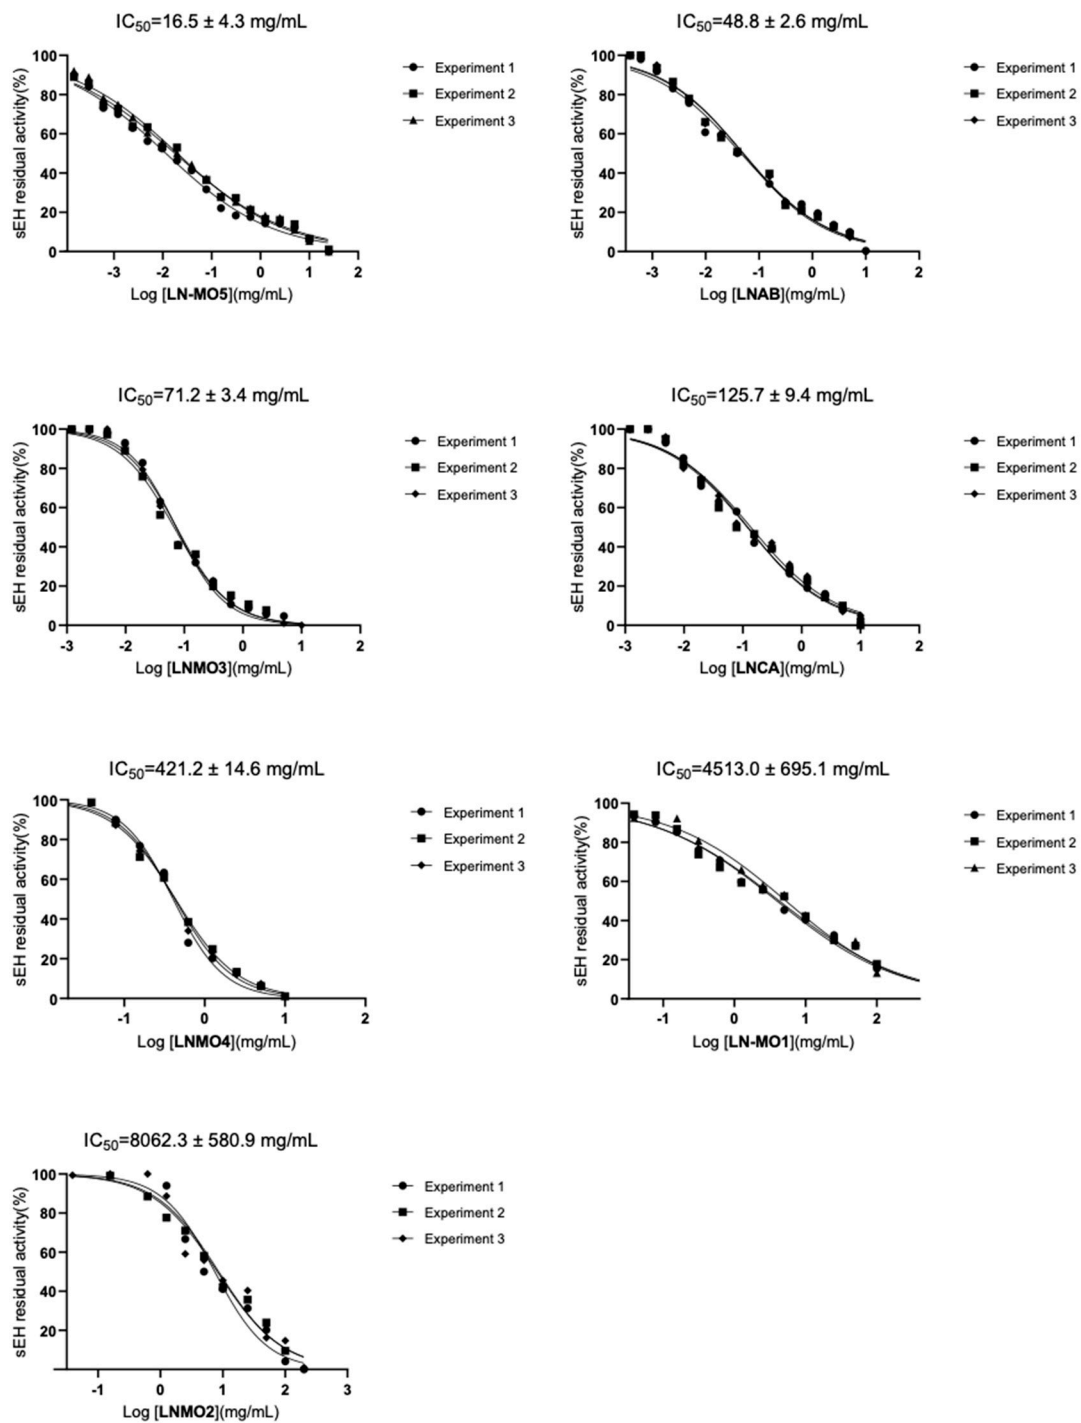 IC50=16.5 ± 4.3 mg/mL
100
80
60
40
20
0
sEH residual activity(%)
-3 -2 -1 0 1 2
Log [LN-MO5](mg/mL)
Experiment 1
Experiment 2
Experiment 3
IC50=48.8 ± 2.6 mg/mL
100
80
60
40
20
0
sEH residual activity(%)
-3 -2 -1 0 1 2
Log [LNAB](mg/mL)
Experiment 1
Experiment 2
Experiment 3
IC50=71.2 ± 3.4 mg/mL
100
80
60
40
20
0
sEH residual activity(%)
-3 -2 -1 0 1 2
Log [LNMO3](mg/mL)
Experiment 1
Experiment 2
Experiment 3
IC50=125.7 ± 9.4 mg/mL
100
80
60
40
20
0
sEH residual activity(%)
-3 -2 -1 0 1 2
Log [LNCA](mg/mL)
Experiment 1
Experiment 2
Experiment 3
IC50=421.2 ± 14.6 mg/mL
100
80
60
40
20
0
sEH residual activity(%)
-1 0 1 2
Log [LNMO4](mg/mL)
Experiment 1
Experiment 2
Experiment 3
IC50=4513.0 ± 695.1 mg/mL
100
80
60
40
20
0
sEH residual activity(%)
-1 0 1 2
Log [LN-MO1](mg/mL)
Experiment 1
Experiment 2
Experiment 3
IC50=8062.3 ± 580.9 mg/mL
100
80
60
40
20
sEH residual activity(%)
-1 0 1 2 3
Log [LNMO2](mg/mL)
Experiment 1
Experiment 2
Experiment 3